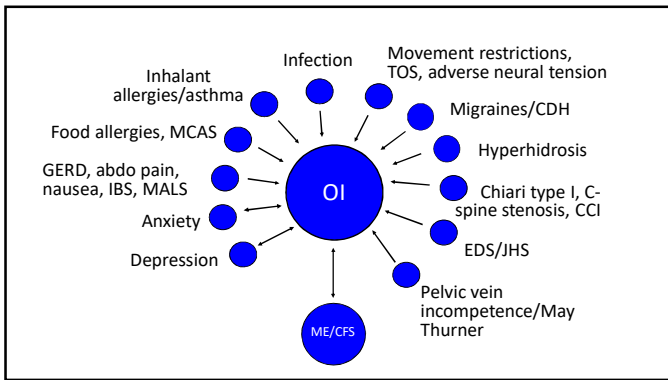 Infection
Movement restrictions,
TOS, adverse neural tension
Inhalant
allergies/asthma
Migraines/CDH
Food allergies, MCAS
Hyperhidrosis
GERD, abdo pain,
nausea, IBS, MALS
OI
Chiari type I, C-
spine stenosis, CCI
Anxiety
EDS/JHS
Depression
Pelvic vein
incompetence/May
Thurner
ME/CFS